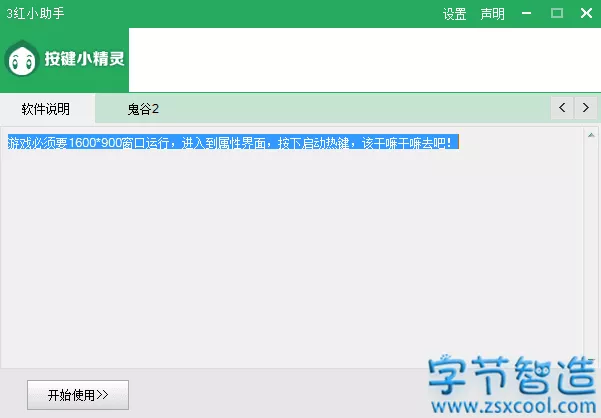 3红小助手
设置 声明
按键小精灵
软件说明 鬼谷2
游戏必须要1600*900窗口运行，进入到属性界面，按下启动热键，该干嘛干嘛去吧！
字节智造
www.zsxcool.com
开始使用>>